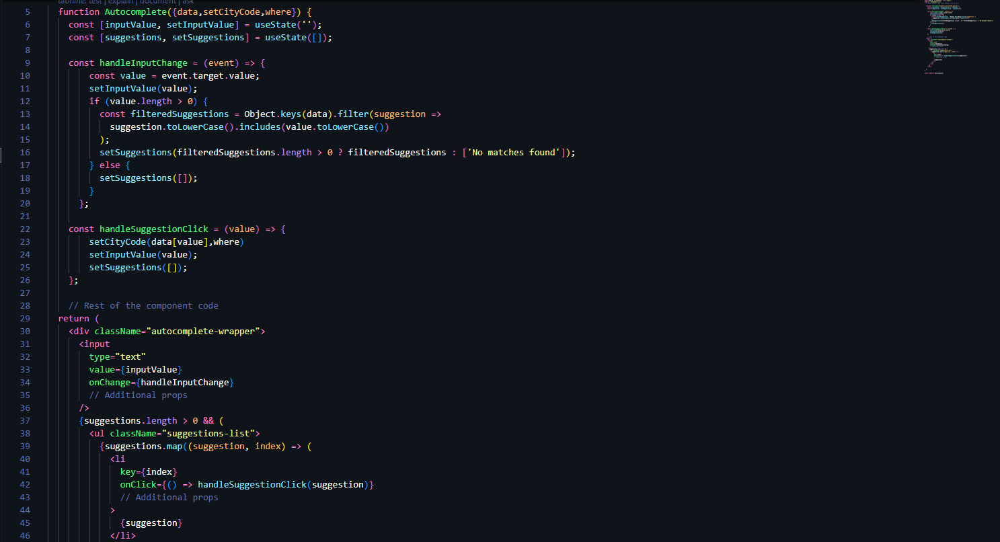 tabnine: test | explain | document | ask
5 function Autocomplete({data,setCityCode,where}) {
6 const [inputValue, setInputValue] = useState('');
7 const [suggestions, setSuggestions] = useState([]);
8
9 const handleInputChange = (event) => {
10 const value = event.target.value;
11 setInputValue(value);
12 if (value.length > 0) {
13 const filteredSuggestions = Object.keys(data).filter(suggestion =>
14 suggestion.toLowerCase().includes(value.toLowerCase())
15 );
16 setSuggestions(filteredSuggestions.length > 0 ? filteredSuggestions : ['No matches found']);
17 } else {
18 setSuggestions([]);
19 }
20 };
21
22 const handleSuggestionClick = (value) => {
23 setCityCode(data[value],where)
24 setInputValue(value);
25 setSuggestions([]);
26 };
27
28 // Rest of the component code
29 return (
30 <div className="autocomplete-wrapper">
31 <input
32 type="text"
33 value={inputValue}
34 onChange={handleInputChange}
35 // Additional props
36 />
37 {suggestions.length > 0 && (
38 <ul className="suggestions-list">
39 {suggestions.map((suggestion, index) => (
40 <li
41 key={index}
42 onClick={() => handleSuggestionClick(suggestion)}
43 // Additional props
44 >
45 {suggestion}
46 </li>